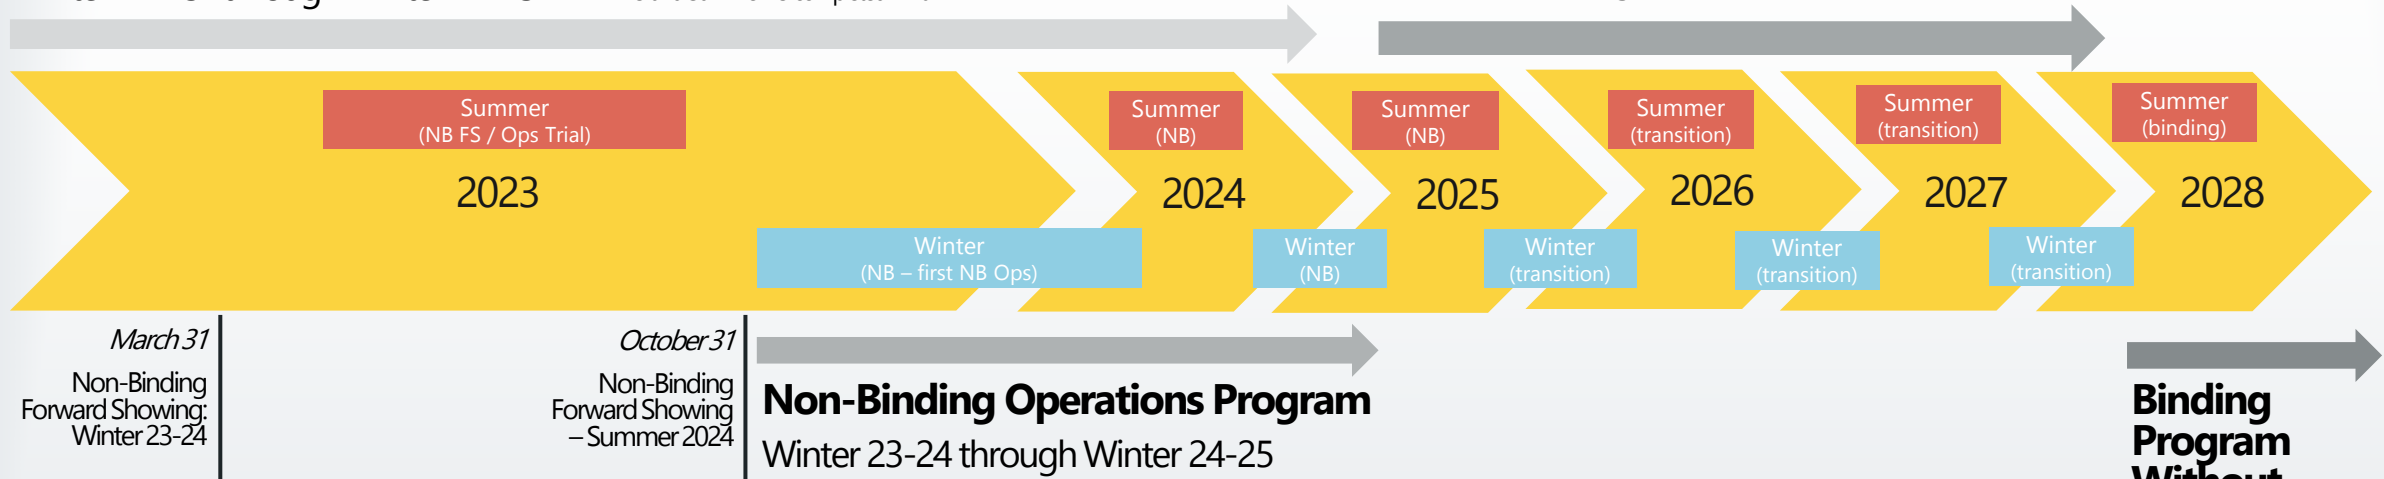 Summer
(NB FS / Ops Trial)
Summer
(NB)
Summer
(NB)
Summer
(transition)
Summer
(transition)
Summer
(binding)
2023
2024
2025
2026
2027
2028
Winter
(NB – first NB Ops)
Winter
(NB)
Winter
(transition)
Winter
(transition)
Winter
(transition)
March 31
Non-Binding
Forward Showing:
Winter 23-24
October 31
Non-Binding
Forward Showing
– Summer 2024
Non-Binding Operations Program
Winter 23-24 through Winter 24-25
Binding
Program
Without